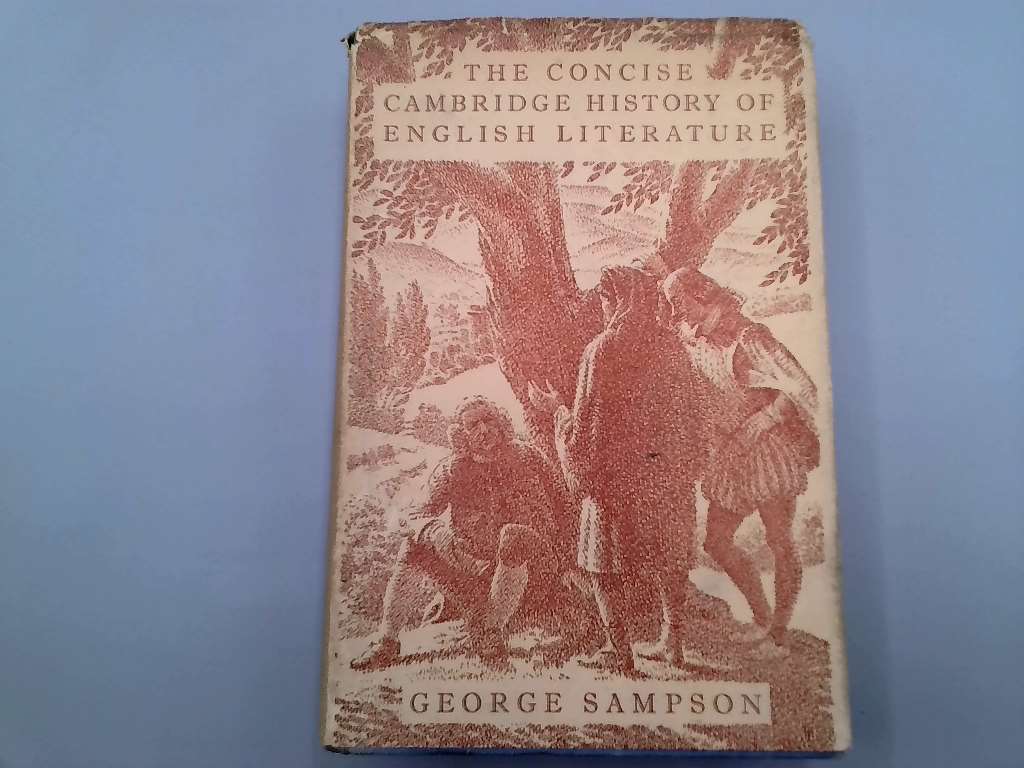 THE CONCISE
CAMBRIDGE HISTORY OF
ENGLISH LITERATURE
GEORGE SAMPSON